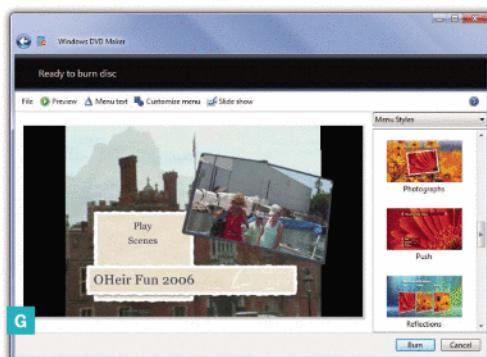 Windows DVD Maker
Ready to burn disc
File Preview Menu text Customize menu Slide show
Menu Styles
Photographs
Play
Scenes
Push
OHeir Fun 2006
Reflections
G
Burn Cancel